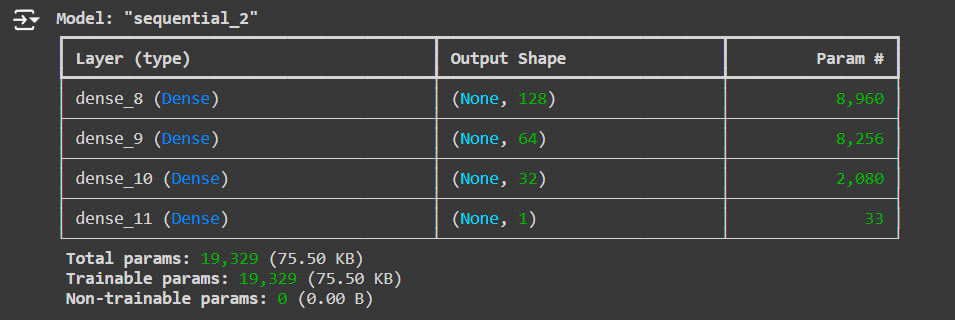 Model: "sequential_2"
Layer (type) Output Shape Param #
dense_8 (Dense) (None, 128) 8,960
dense_9 (Dense) (None, 64) 8,256
dense_10 (Dense) (None, 32) 2,080
dense_11 (Dense) (None, 1) 33
Total params: 19,329 (75.50 KB)
Trainable params: 19,329 (75.50 KB)
Non-trainable params: 0 (0.00 B)